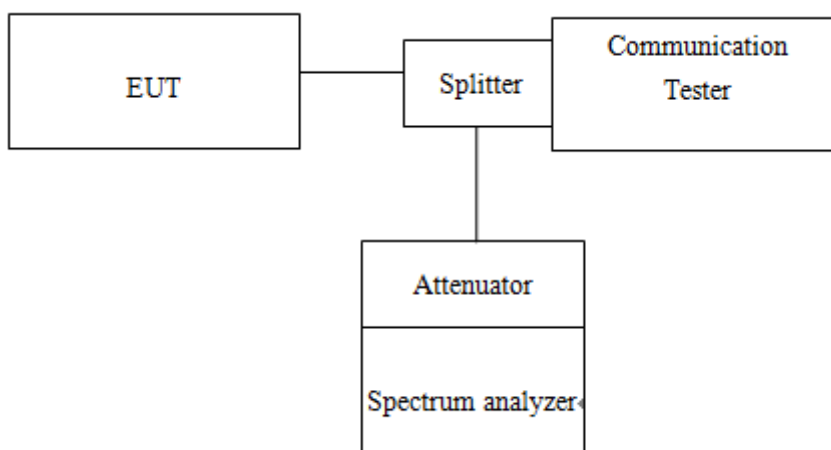 EUT
Splitter
Communication
Tester
Attenuator
Spectrum analyzer